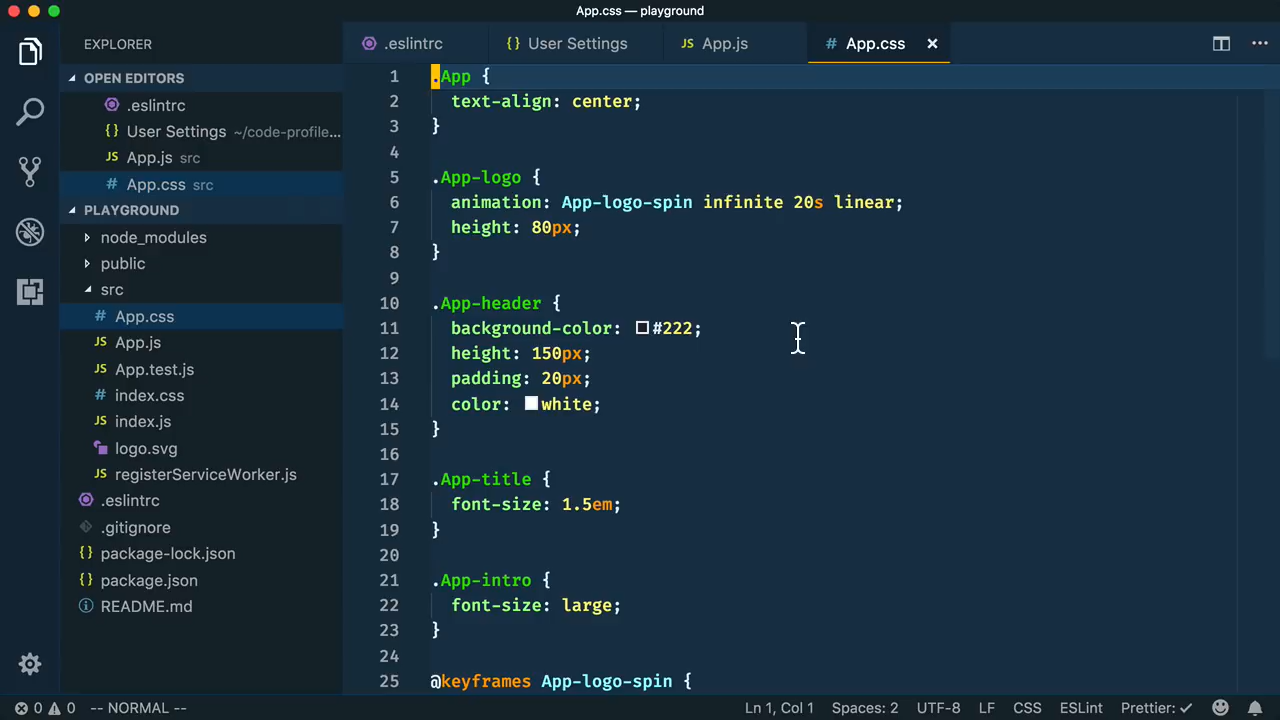 App.css — playground
EXPLORER
OPEN EDITORS
.eslintrc
{} User Settings ~/code-profile...
JS App.js src
# App.css src
PLAYGROUND
node_modules
public
src
# App.css
JS App.js
JS App.test.js
# index.css
JS index.js
logo.svg
JS registerServiceWorker.js
.eslintrc
.gitignore
{} package-lock.json
{} package.json
README.md
.eslintrc
{} User Settings
JS App.js
# App.css
1 .App {
2 text-align: center;
3 }
4
5 .App-logo {
6 animation: App-logo-spin infinite 20s linear;
7 height: 80px;
8 }
9
10 .App-header {
11 background-color: #222;
12 height: 150px;
13 padding: 20px;
14 color: white;
15 }
16
17 .App-title {
18 font-size: 1.5em;
19 }
20
21 .App-intro {
22 font-size: large;
23 }
24
25 @keyframes App-logo-spin {
0 0 -- NORMAL -- Ln 1, Col 1 Spaces: 2 UTF-8 LF CSS ESLint Prettier: ✓